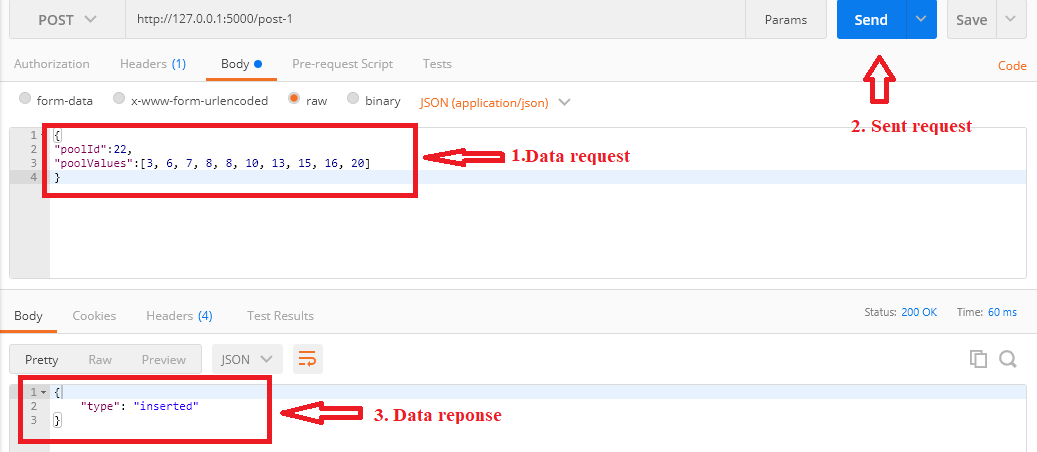 POST http://127.0.0.1:5000/post-1 Params Send Save
Authorization Headers (1) Body Pre-request Script Tests Code
form-data x-www-form-urlencoded raw binary JSON (application/json)
2. Sent request
1 {
2 "poolId":22,
3 "poolValues":[3, 6, 7, 8, 8, 10, 13, 15, 16, 20]
4 }
1.Data request
Body Cookies Headers (4) Test Results Status: 200 OK Time: 60 ms
Pretty Raw Preview JSON
1 {
2 "type": "inserted"
3 }
3. Data reponse